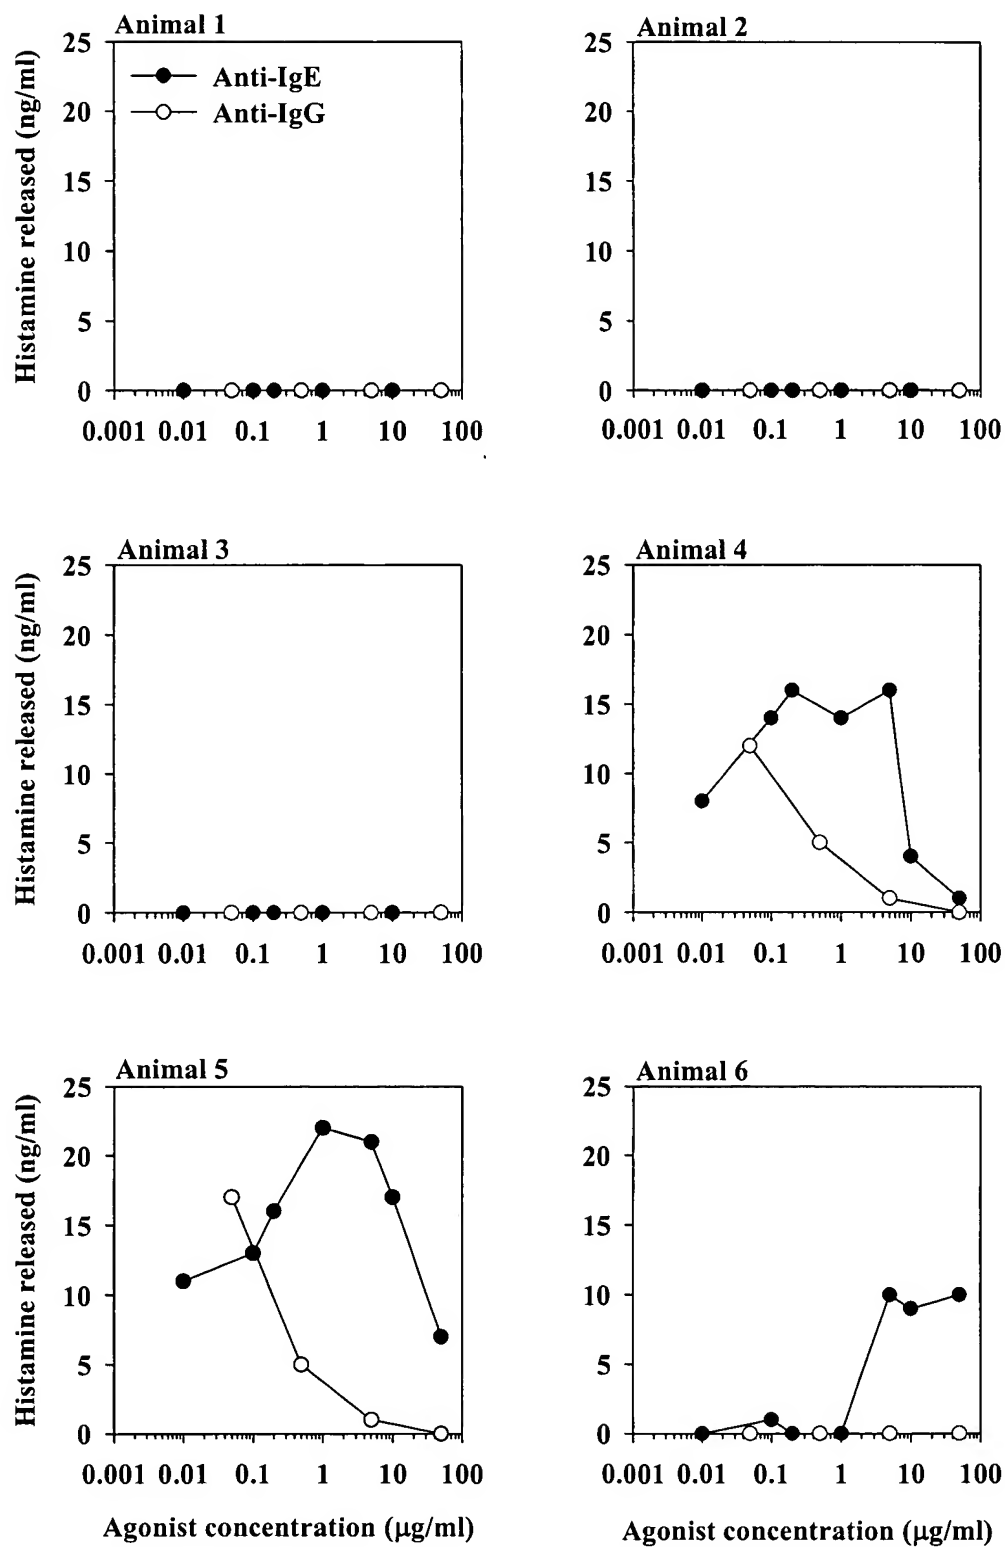 Animal 1
Animal 2
Histamine released (ng/ml)
25
20
15
10
5
0
Anti-IgE
Anti-IgG
0.001 0.01 0.1 1 10 100
25
20
15
10
5
0
0.001 0.01 0.1 1 10 100
Animal 3
Animal 4
Histamine released (ng/ml)
25
20
15
10
5
0
0.001 0.01 0.1 1 10 100
25
20
15
10
5
0
0.001 0.01 0.1 1 10 100
Animal 5
Animal 6
Histamine released (ng/ml)
25
20
15
10
5
0
0.001 0.01 0.1 1 10 100
Agonist concentration (μg/ml)
25
20
15
10
5
0
0.001 0.01 0.1 1 10 100
Agonist concentration (μg/ml)